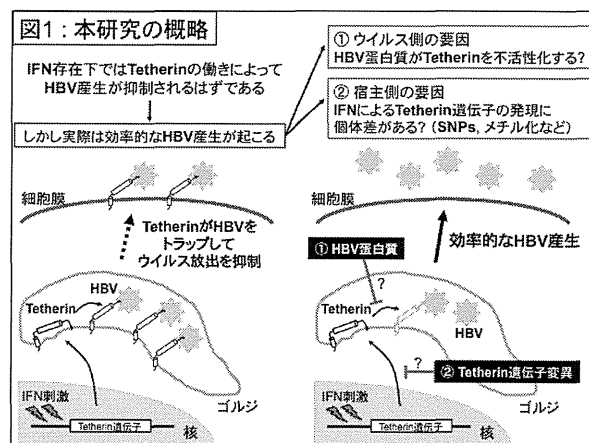 図1：本研究の概略
IFN存在下ではTetherinの働きによって
HBV産生が抑制されるはずである
しかし実際は効率的なHBV産生が起こる
① ウイルス側の要因
HBV蛋白質がTetherinを不活性化する?
② 宿主側の要因
IFNによるTetherin遺伝子の発現に
個体差がある? (SNPs, メチル化など)
細胞膜
TetherinがHBVを
トラップして
ウイルス放出を抑制
HBV
Tetherin
ゴルジ
IFN刺激
Tetherin遺伝子
核
細胞膜
効率的なHBV産生
① HBV蛋白質
?
Tetherin
HBV
?
② Tetherin遺伝子変異
ゴルジ
IFN刺激
Tetherin遺伝子
核